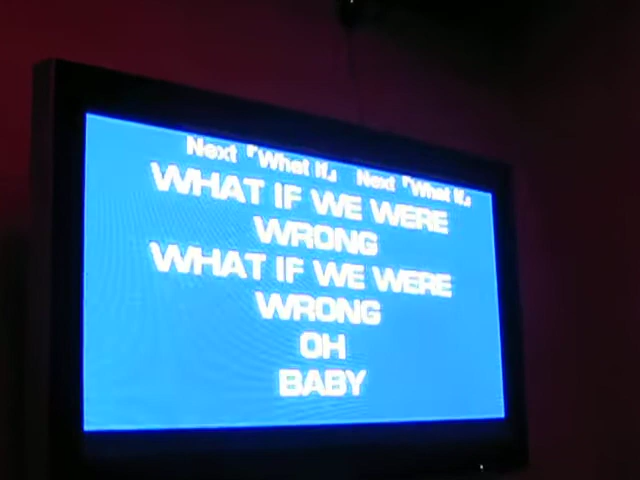 Next「What If」 Next「What If」
WHAT IF WE WERE
WRONG
WHAT IF WE WERE
WRONG
OH
BABY